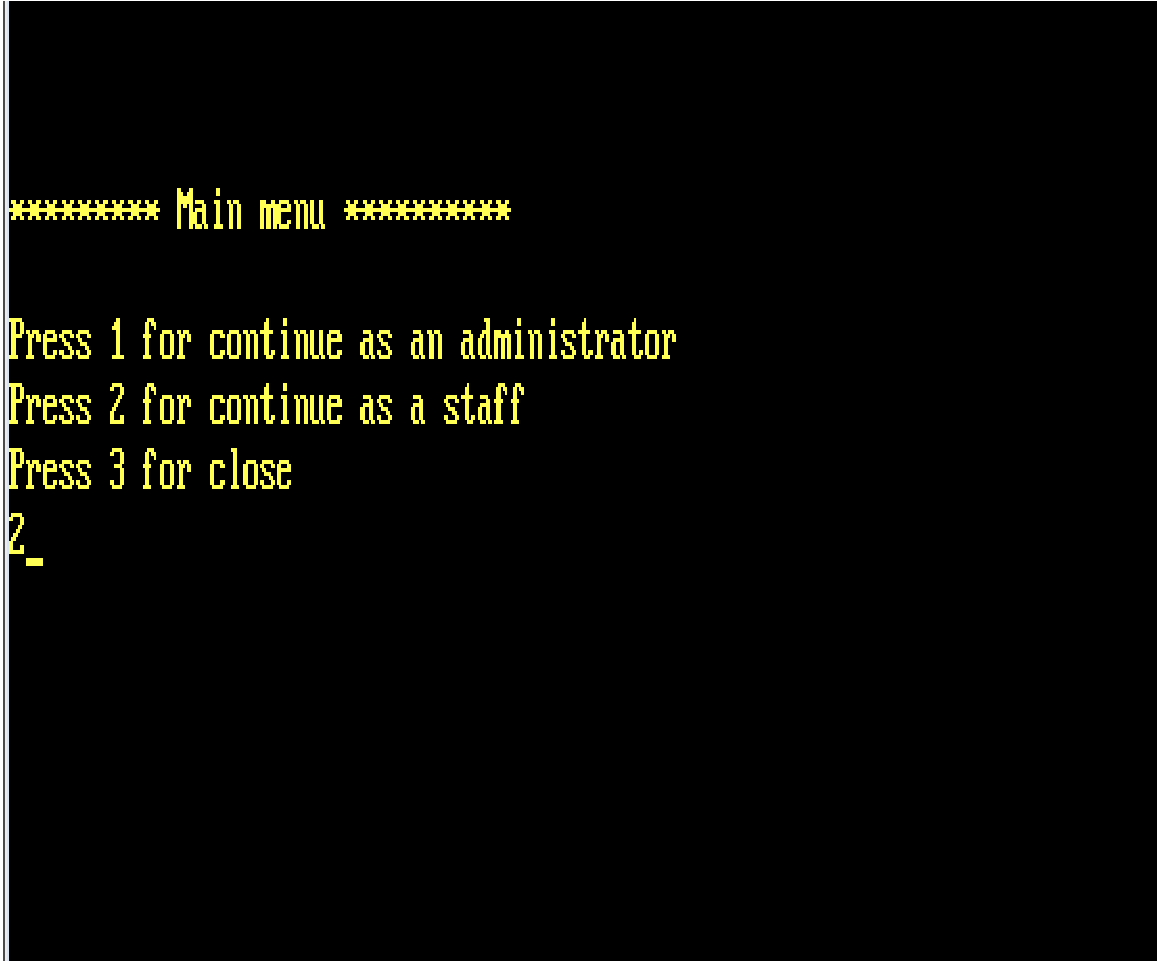 ********* Main menu **********
Press 1 for continue as an administrator
Press 2 for continue as a staff
Press 3 for close
2_